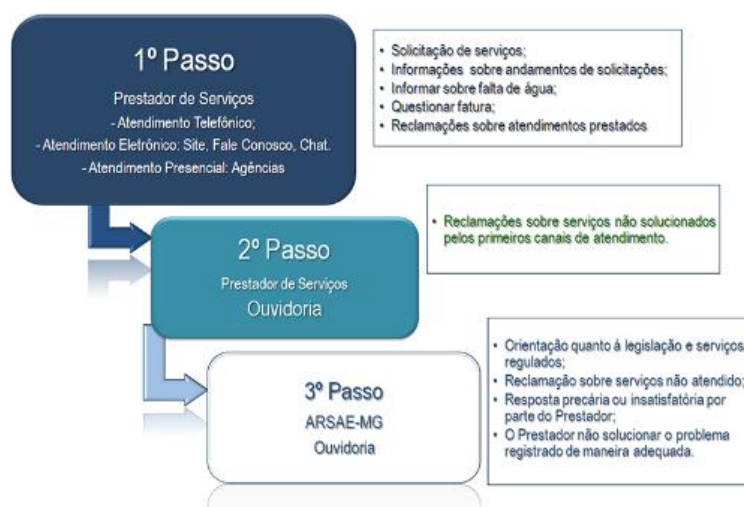 1º Passo
Prestador de Serviços
- Atendimento Telefônico;
- Atendimento Eletrônico: Site, Fale Conosco, Chat.
- Atendimento Presencial: Agências
• Solicitação de serviços;
• Informações sobre andamentos de solicitações;
• Informar sobre falta de água;
• Questionar fatura;
• Reclamações sobre atendimentos prestados
2º Passo
Prestador de Serviços
Ouvidoria
• Reclamações sobre serviços não solucionados
pelos primeiros canais de atendimento.
3º Passo
ARSAE-MG
Ouvidoria
• Orientação quanto à legislação e serviços
regulados;
• Reclamação sobre serviços não atendido;
• Resposta precária ou insatisfatória por
parte do Prestador;
• O Prestador não solucionar o problema
registrado de maneira adequada.